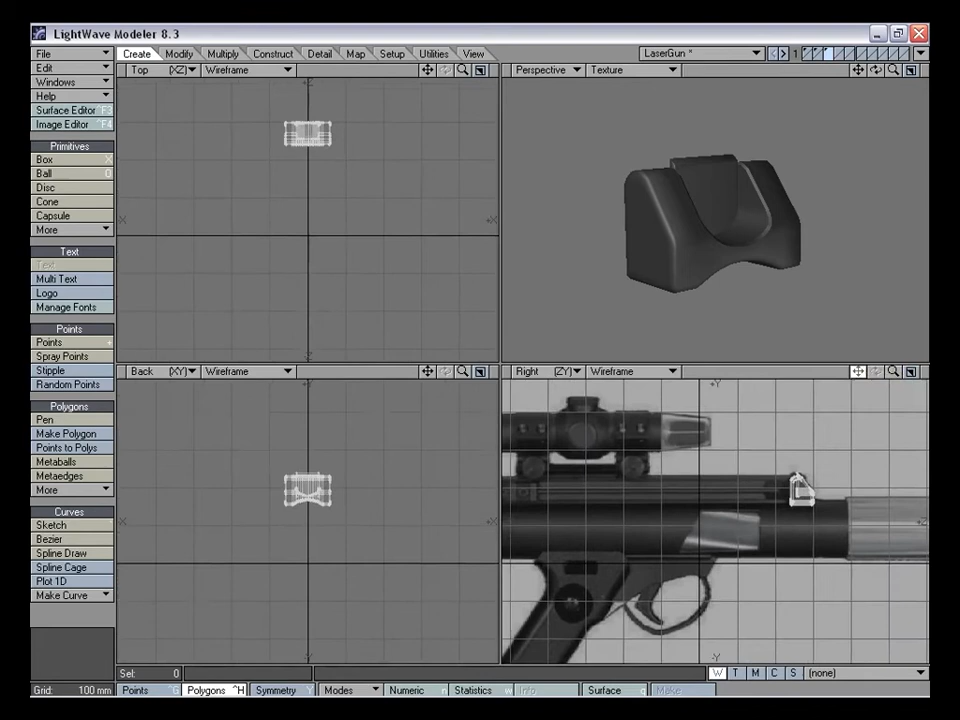 LightWave Modeler 8.3
File Create Modify Multiply Construct Detail Map Setup Utilities View LaserGun * 1
Edit Top (XZ) Wireframe Perspective Texture
Windows
Help
Surface Editor F3
Image Editor ^F4
Primitives
Box X
Ball O
Disc
Cone
Capsule
More
Text
Text
Multi Text
Logo
Manage Fonts
Points
Points +
Spray Points
Stipple Back (XY) Wireframe Right (ZY) Wireframe
Random Points
Polygons
Pen
Make Polygon
Points to Polys
Metaballs
Metaedges
More
Curves
Sketch
Bezier
Spline Draw
Spline Cage
Plot 1D
Make Curve
Sel: 0 W T M C S (none)
Grid: 100 mm Points ^G Polygons ^H Symmetry Y Modes Numeric n Statistics w Info i Surface q Make